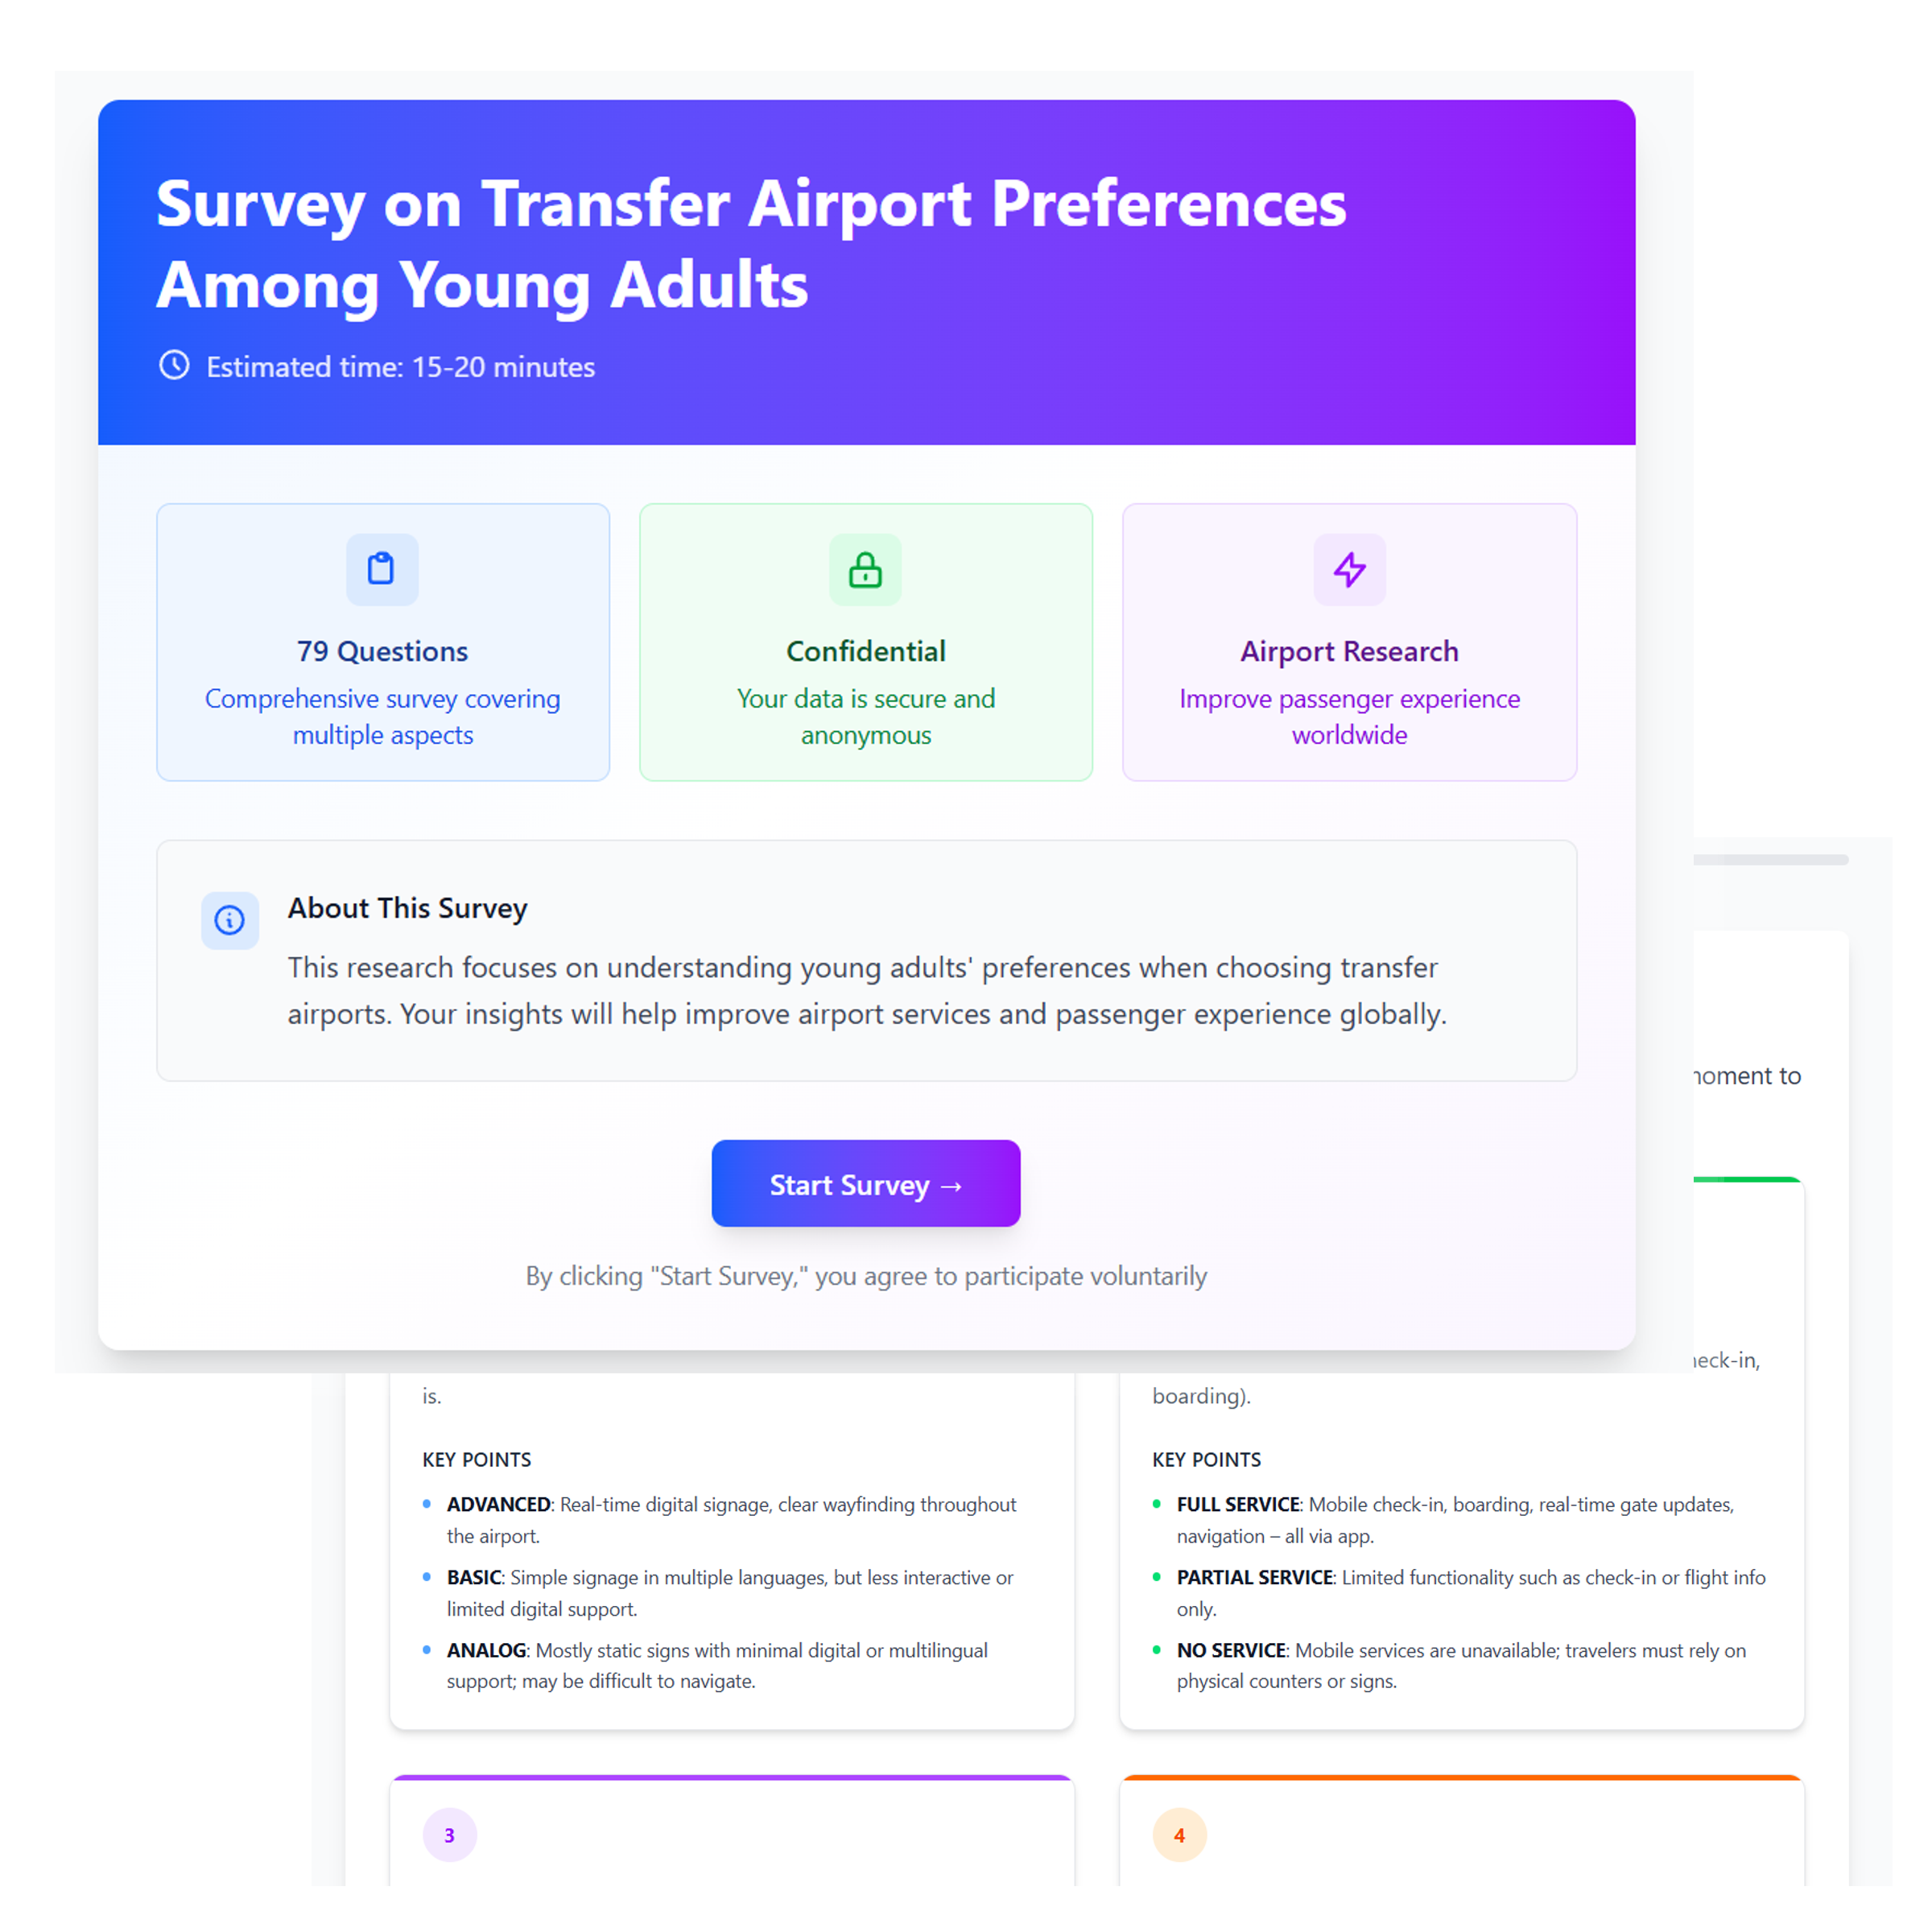 Survey on Transfer Airport Preferences
Among Young Adults
Estimated time: 15-20 minutes
79 Questions
Comprehensive survey covering
multiple aspects
Confidential
Your data is secure and
anonymous
Airport Research
Improve passenger experience
worldwide
About This Survey
This research focuses on understanding young adults' preferences when choosing transfer
airports. Your insights will help improve airport services and passenger experience globally.
Start Survey →
By clicking "Start Survey," you agree to participate voluntarily
to
is.
KEY POINTS
• ADVANCED: Real-time digital signage, clear wayfinding throughout
the airport.
• BASIC: Simple signage in multiple languages, but less interactive or
limited digital support.
• ANALOG: Mostly static signs with minimal digital or multilingual
support; may be difficult to navigate.
boarding).
KEY POINTS
• FULL SERVICE: Mobile check-in, boarding, real-time gate updates,
navigation – all via app.
• PARTIAL SERVICE: Limited functionality such as check-in or flight info
only.
• NO SERVICE: Mobile services are unavailable; travelers must rely on
physical counters or signs.
3
4